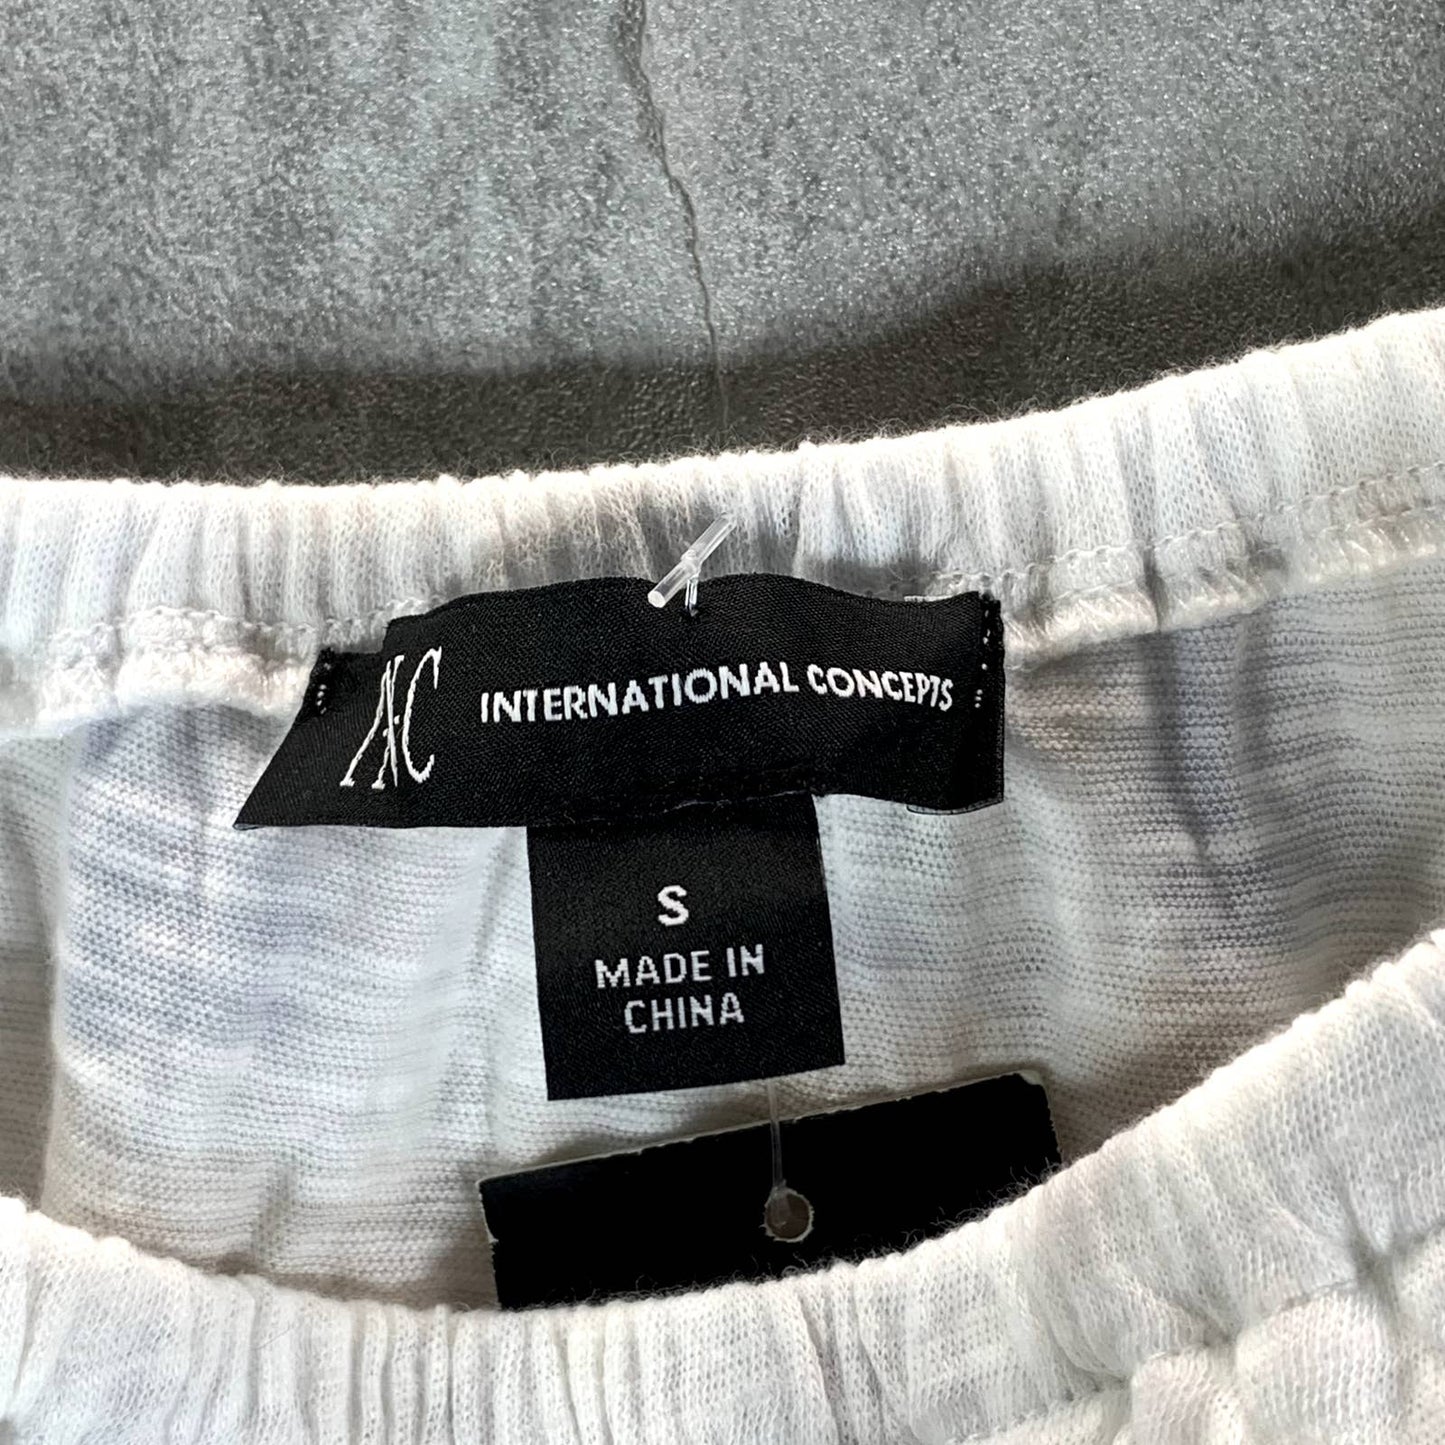 INC INTERNATIONAL CONCEPTS
S
MADE IN
CHINA